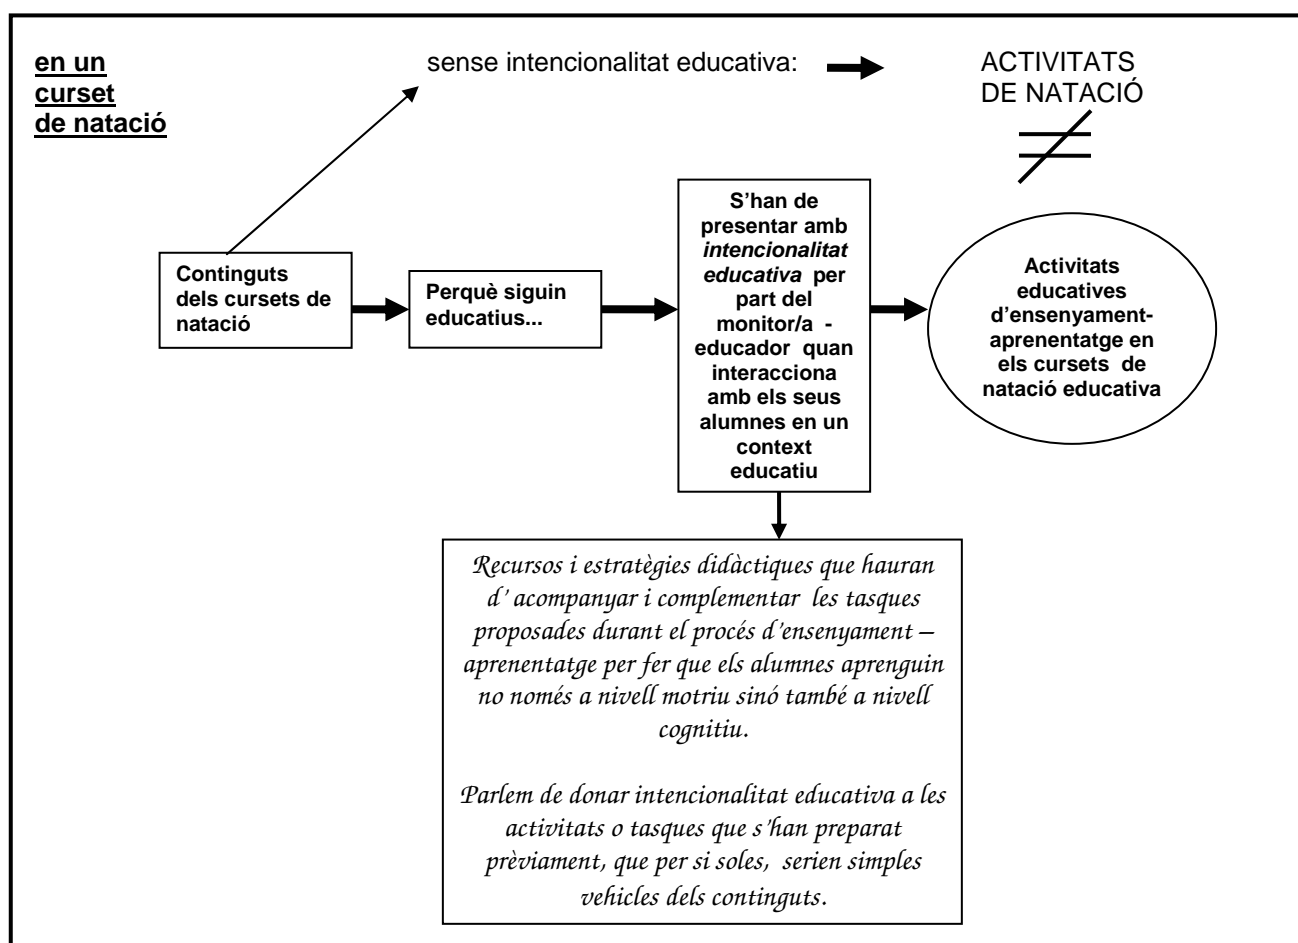 en un
curset
de natació
sense intencionalitat educativa:
ACTIVITATS
DE NATACIÓ
Continguts
dels cursets de
natació
Perquè siguin
educatius...
S’han de
presentar amb
intencionalitat
educativa per
part del
monitor/a -
educador quan
interacciona
amb els seus
alumnes en un
context
educatiu
Activitats
educatives
d’ensenyament-
aprenentatge en
els cursets de
natació educativa
Recursos i estratègies didàctiques que hauran
d’ acompanyar i complementar les tasques
proposades durant el procés d’ensenyament –
aprenentatge per fer que els alumnes aprenguin
no només a nivell motriu sinó també a nivell
cognitiu.
Parlem de donar intencionalitat educativa a les
activitats o tasques que s’han preparat
prèviament, que per si soles, serien simples
vehicles dels continguts.